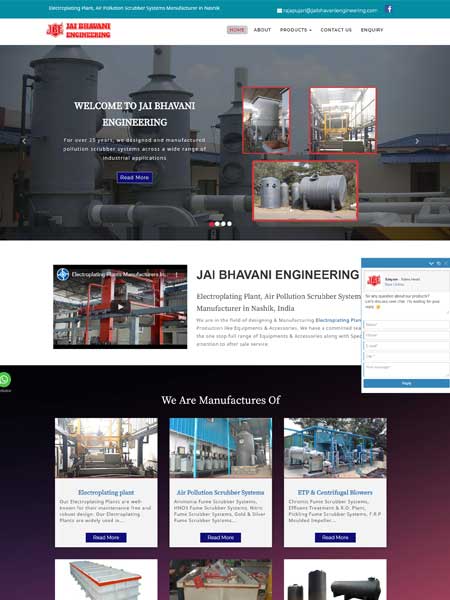 Electroplating Plant, Air Pollution Scrubber Systems Manufacturer in Nashik
rajapujari@jaibhavaniengineering.com
JBE JAI BHAVANI
ENGINEERING
HOME ABOUT PRODUCTS CONTACT US ENQUIRY
WELCOME TO JAI BHAVANI
ENGINEERING
For over 25 years, we designed and manufactured
pollution scrubber systems across a wide range of
industrial applications
Read More
Electroplating Plants Manufacturers In...
JAI BHAVANI ENGINEERING
Electroplating Plant, Air Pollution Scrubber System
Manufacturer in Nashik, India
We are in the field of designing & Manufacturing Electroplating Plan
Production like Equipments & Accessories. We have a committed tea
the one stop full range of Equipments & Accessories along with Spec
entention to after sale service.
Sales Head
Now Online
So any question about our products?
Let's discuss over chat. I'm waiting for your
reply.
Name*
Phone*
E-mail*
City*
Your message*
Reply
We Are Manufactures Of
Electroplating plant
Our Electroplating Plants are well-
known for their maintenance free and
robust design. Our Electroplating
Plants are widely used in...
Read More
Air Pollution Scrubber Systems
Ammonia Fume Scrubber Systems,
HNO3 Fume Scrubber Systems, Nitric
Fume Scrubber Systems, Gold & Silver
Fume Scrubber Systems...
Read More
ETP & Centrifugal Blowers
Chromic Fume Scrubber Systems,
Effluent Treatment & R.O. Plant,
Pickling Fume Scrubber Systems, F.R.P
Moulded Impeller...
Read More